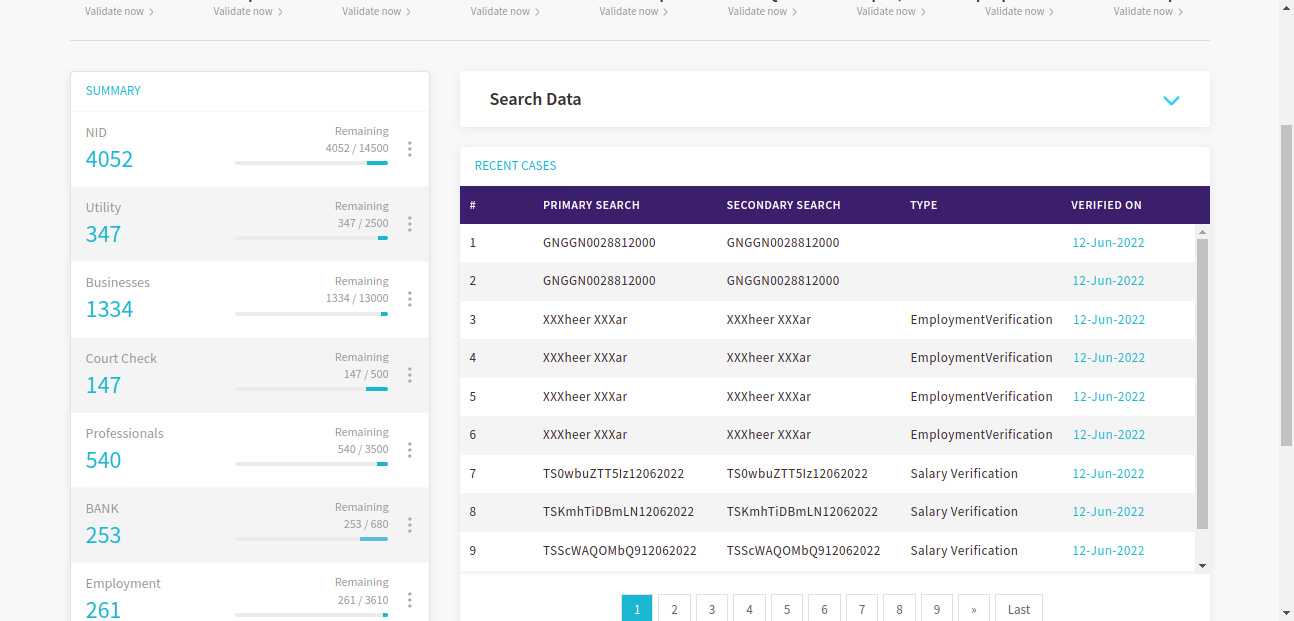 Validate now Validate now Validate now Validate now Validate now Validate now Validate now Validate now Validate now
SUMMARY
NID
Remaining
4052
4052 / 14500
Utility
Remaining
347
347 / 2500
Businesses
Remaining
1334
1334 / 13000
Court Check
Remaining
147
147 / 500
Professionals
Remaining
540
540 / 3500
BANK
Remaining
253
253 / 680
Employment
Remaining
261
261 / 3610
Search Data
RECENT CASES
# PRIMARY SEARCH SECONDARY SEARCH TYPE VERIFIED ON
1 GNGGN0028812000 GNGGN0028812000 12-Jun-2022
2 GNGGN0028812000 GNGGN0028812000 12-Jun-2022
3 XXXheer XXXar XXXheer XXXar EmploymentVerification 12-Jun-2022
4 XXXheer XXXar XXXheer XXXar EmploymentVerification 12-Jun-2022
5 XXXheer XXXar XXXheer XXXar EmploymentVerification 12-Jun-2022
6 XXXheer XXXar XXXheer XXXar EmploymentVerification 12-Jun-2022
7 TS0wbuZTT5Iz12062022 TS0wbuZTT5Iz12062022 Salary Verification 12-Jun-2022
8 TSKmhTiDBmLN12062022 TSKmhTiDBmLN12062022 Salary Verification 12-Jun-2022
9 TSScWAQOMbQ912062022 TSScWAQOMbQ912062022 Salary Verification 12-Jun-2022
1 2 3 4 5 6 7 8 9 » Last